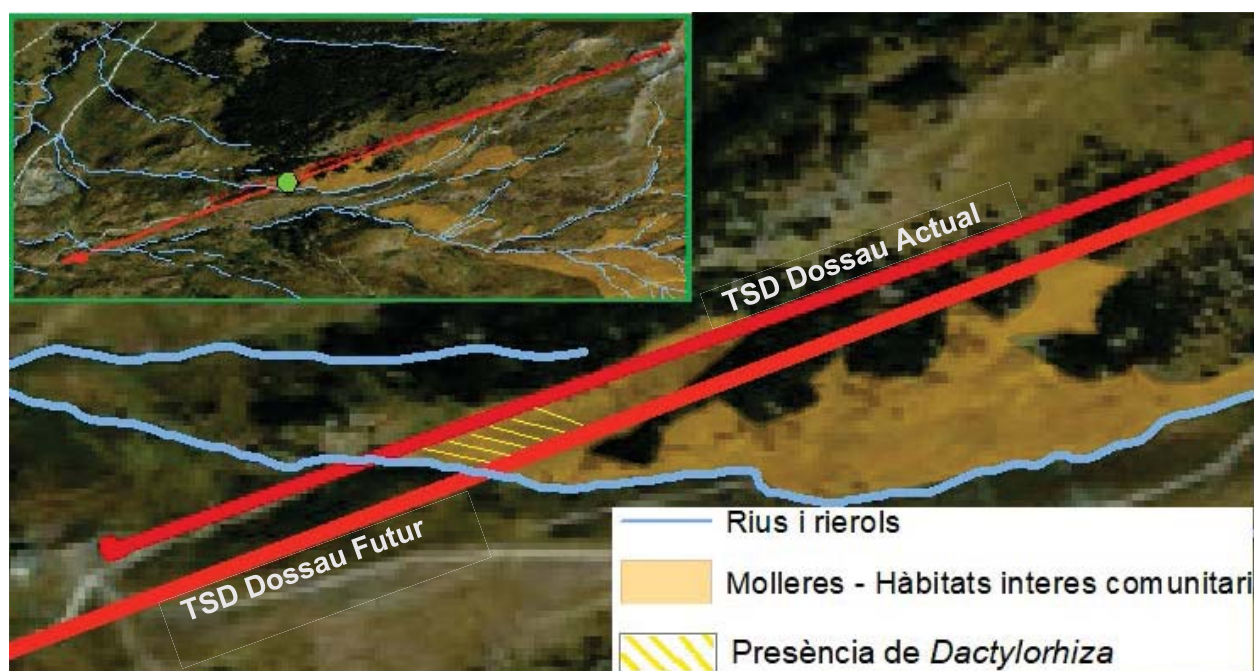 TSD Dossau Actual
TSD Dossau Futur
Rius i rierols
Molleres - Hàbitats interes comunitari
Presència de Dactylorhiza